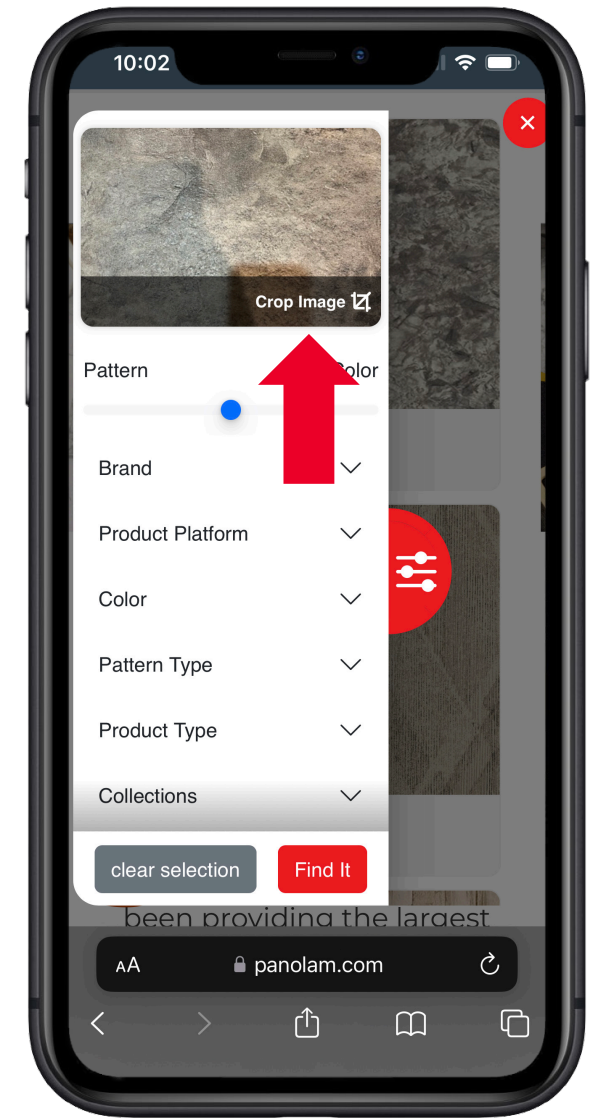 10:02
Crop Image
Pattern
olor
Brand
Product Platform
Color
Pattern Type
Product Type
Collections
clear selection
Find It
been providing the largest
AA
panolam.com